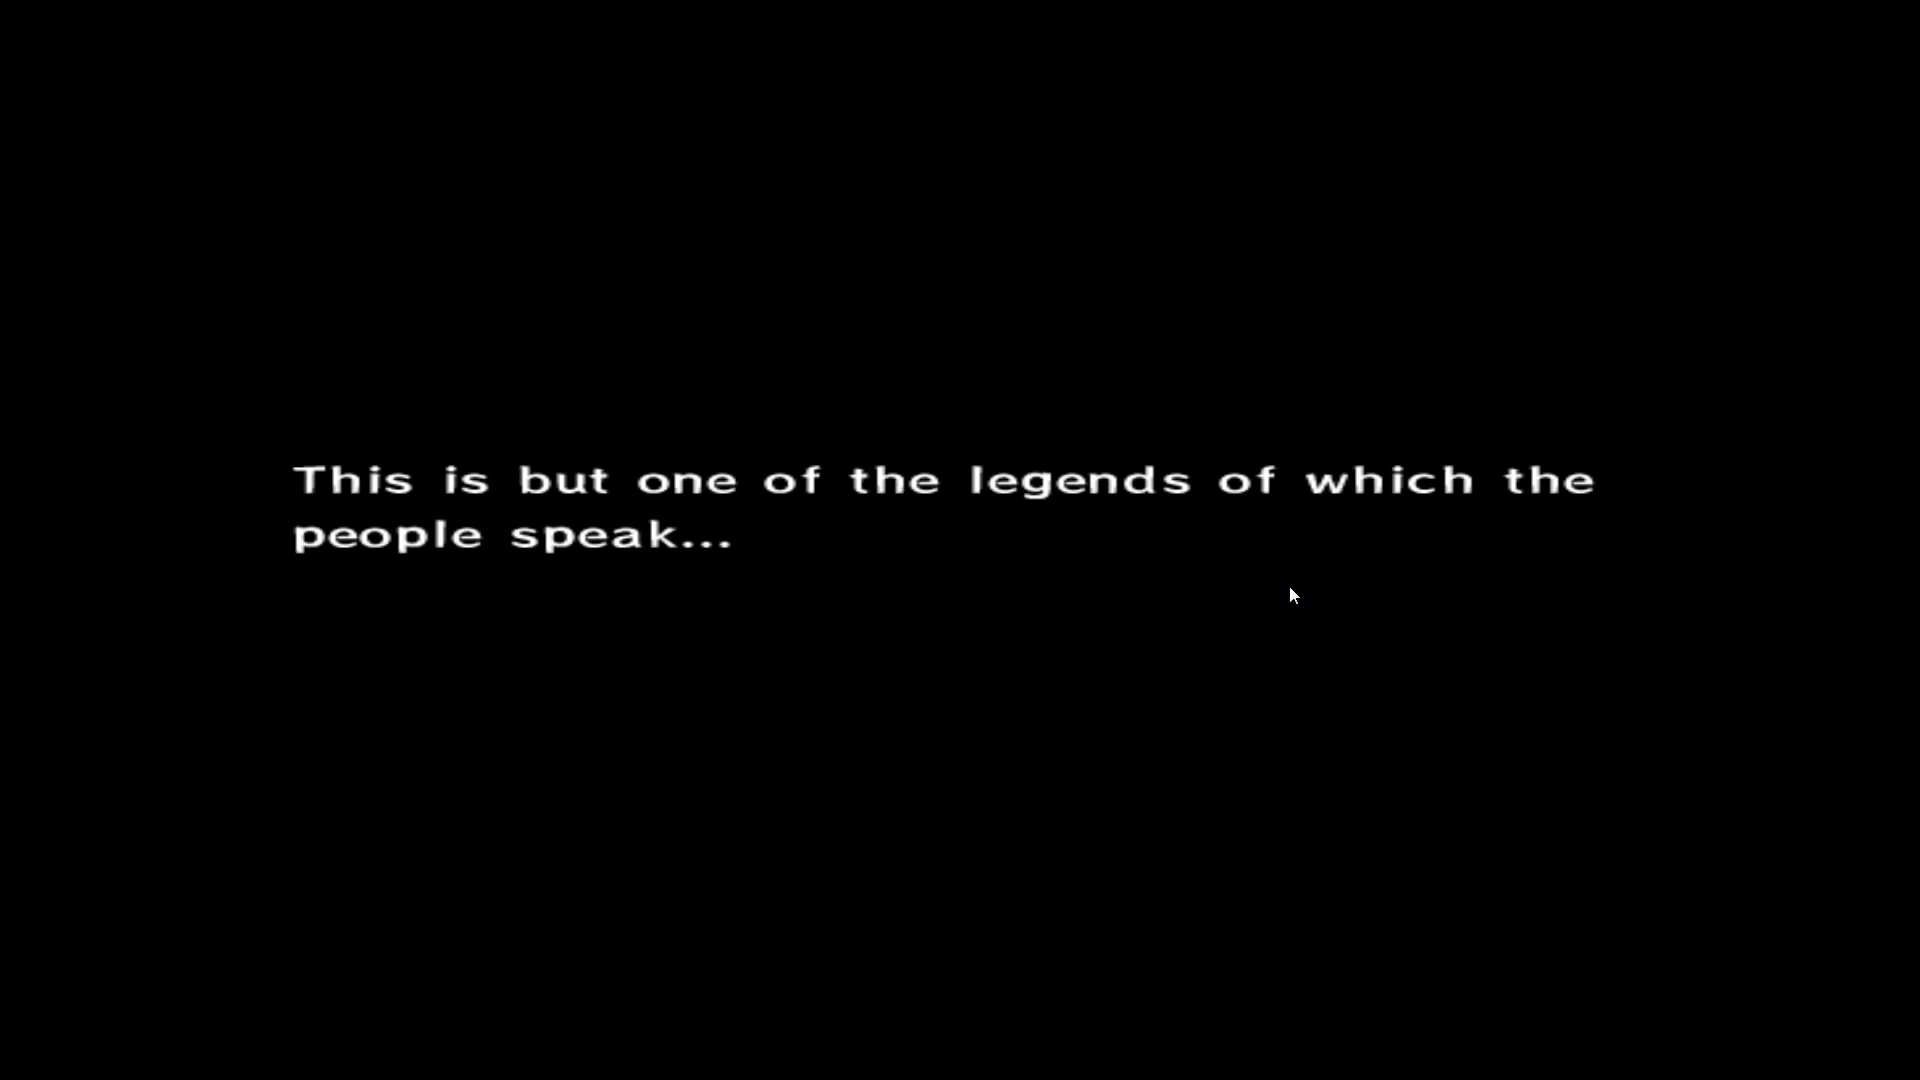 This is but one of the legends of which the
people speak...